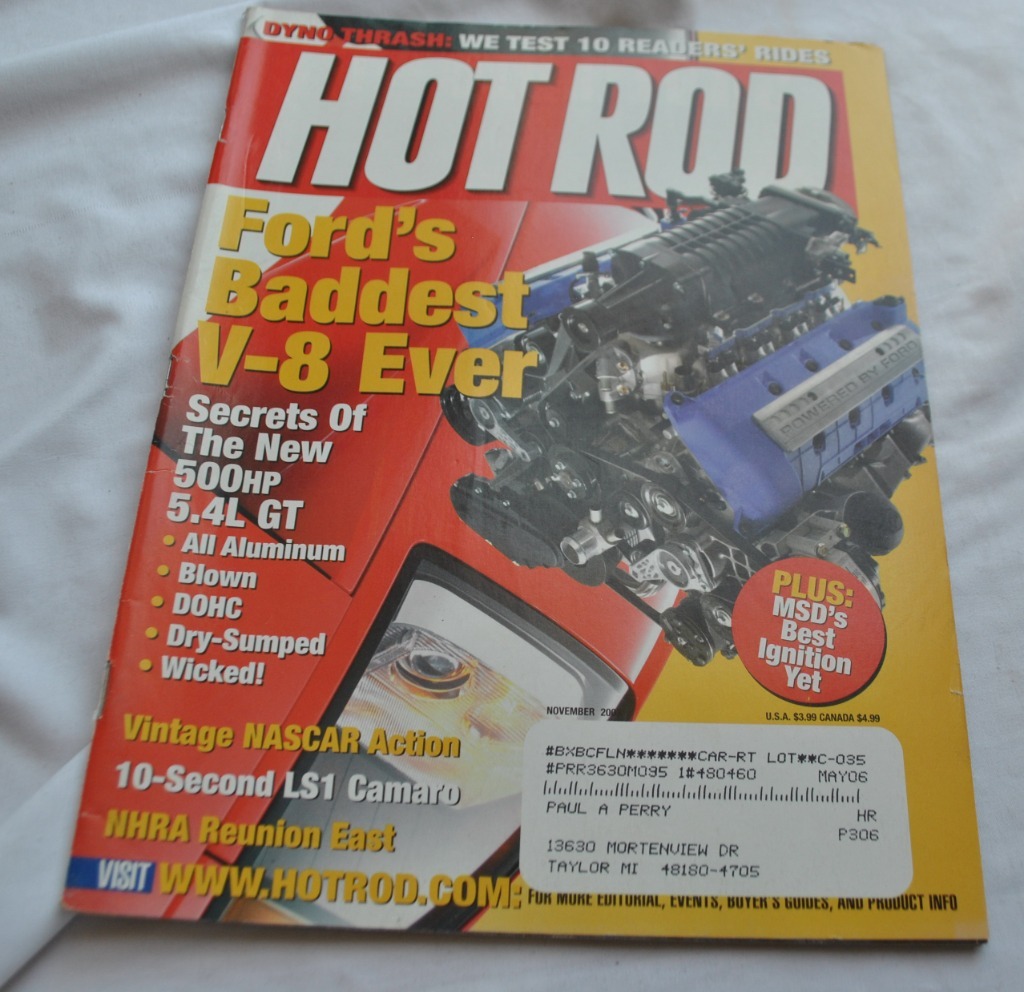 DYNO THRASH: WE TEST 10 READERS' RIDES
HOT ROD
Ford's
Baddest
V-8 Ever
Secrets Of
The New
500HP
5.4L GT
• All Aluminum
• Blown
• DOHC
• Dry-Sumped
• Wicked!
POWERED BY FORD
PLUS:
MSD's
Best
Ignition
Yet
Vintage NASCAR Action
10-Second LS1 Camaro
NHRA Reunion East
NOVEMBER
U.S.A. $3.99 CANADA $4.99
#BXBCFLN*******CAR-RT LOT**C-035
#PRR3630M095 1#480460 MAY06
PAUL A PERRY HR
P306
13630 MORTENVIEW DR
TAYLOR MI 48180-4705
VISIT WWW.HOTROD.COM: FOR MORE EDITORIAL, EVENTS, BUYER'S GUIDES, AND PRODUCT INFO